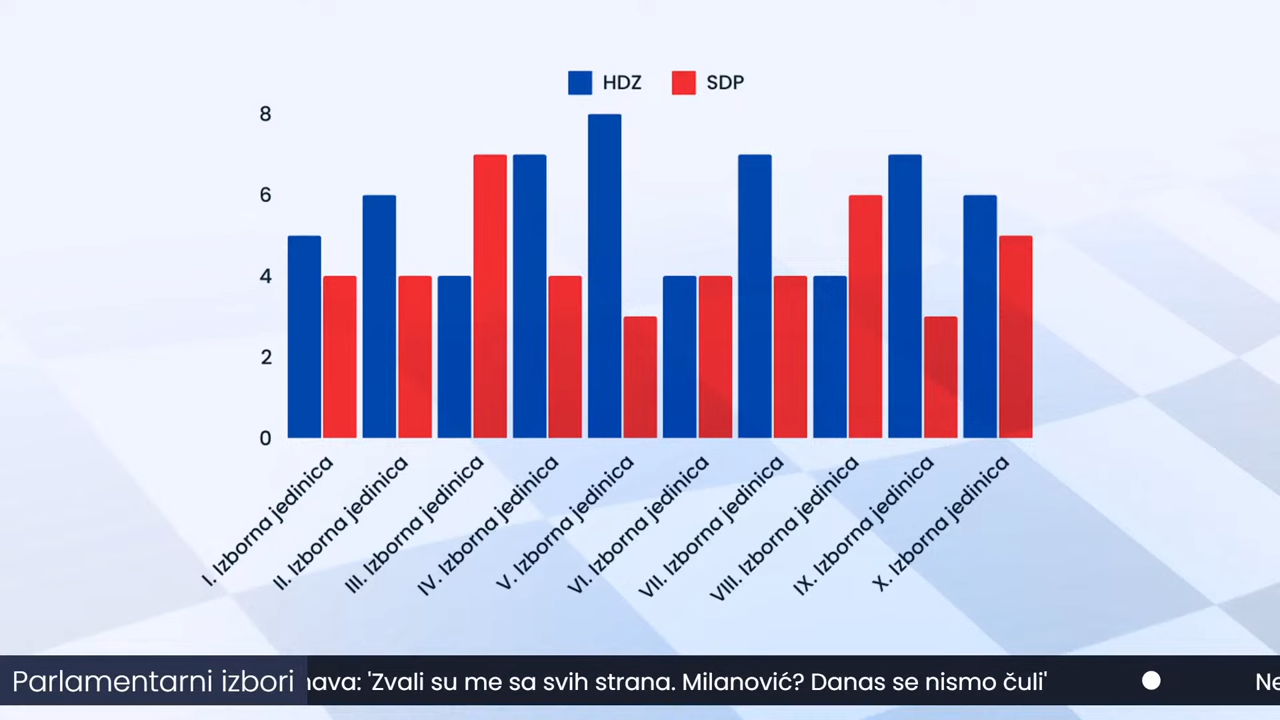 HDZ
SDP
8
6
4
2
0
I. Izborna jedinica
II. Izborna jedinica
III. Izborna jedinica
IV. Izborna jedinica
V. Izborna jedinica
VI. Izborna jedinica
VII. Izborna jedinica
VIII. Izborna jedinica
IX. Izborna jedinica
X. Izborna jedinica
Parlamentarni izbori
'Zvali su me sa svih strana. Milanović? Danas se nismo čuli'